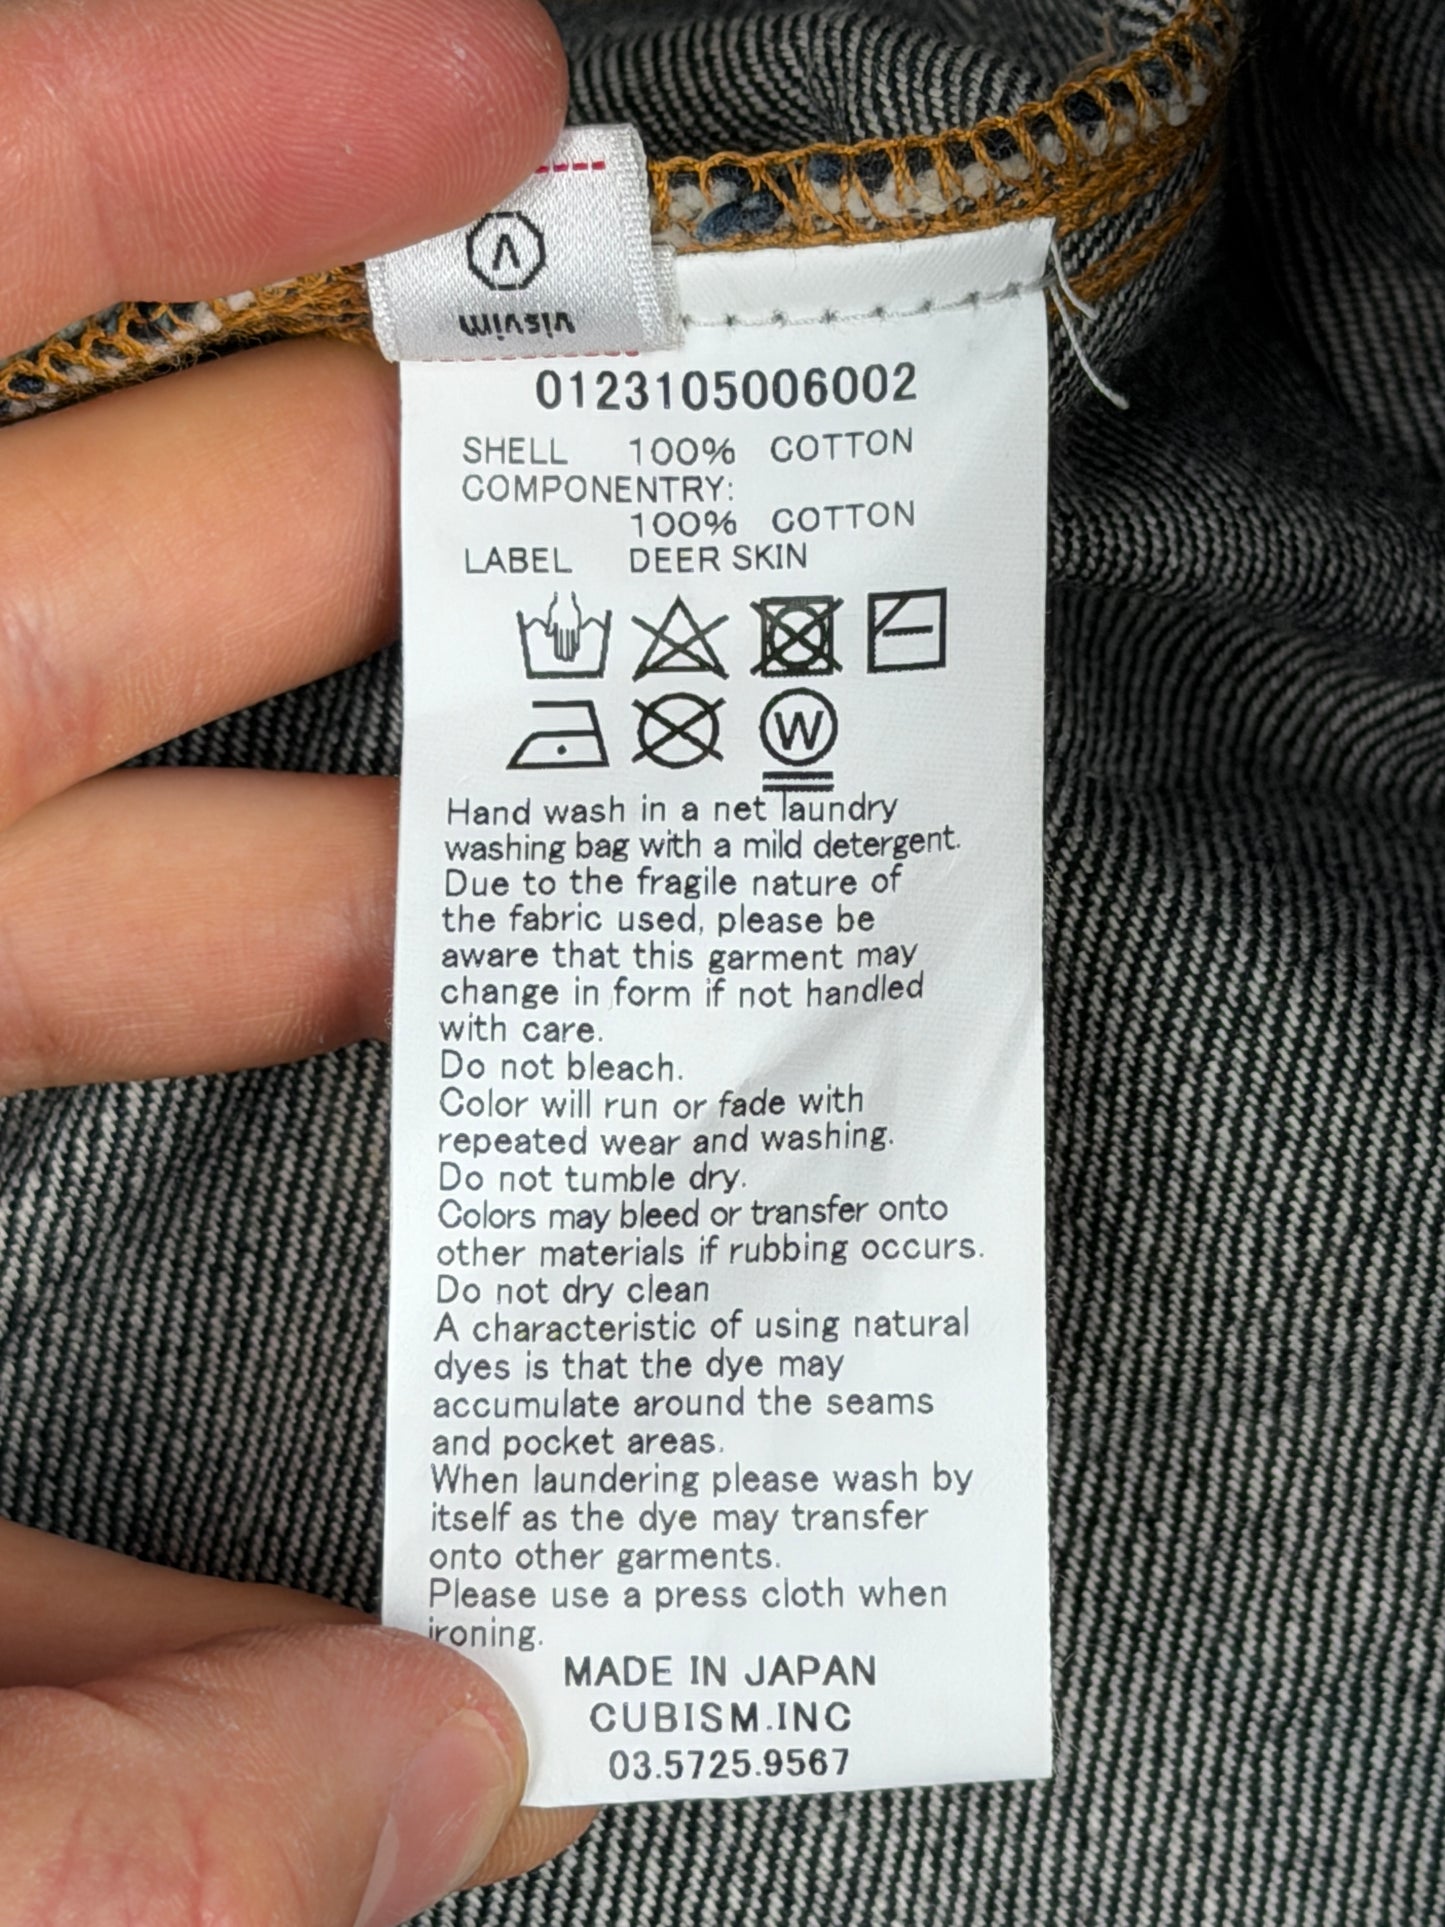 V
visvim
0123105006002
SHELL 100% COTTON
COMPONENTRY:
100% COTTON
LABEL DEER SKIN
W
Hand wash in a net laundry
washing bag with a mild detergent.
Due to the fragile nature of
the fabric used, please be
aware that this garment may
change in form if not handled
with care.
Do not bleach.
Color will run or fade with
repeated wear and washing.
Do not tumble dry.
Colors may bleed or transfer onto
other materials if rubbing occurs.
Do not dry clean
A characteristic of using natural
dyes is that the dye may
accumulate around the seams
and pocket areas.
When laundering please wash by
itself as the dye may transfer
onto other garments.
Please use a press cloth when
ironing.
MADE IN JAPAN
CUBISM.INC
03.5725.9567